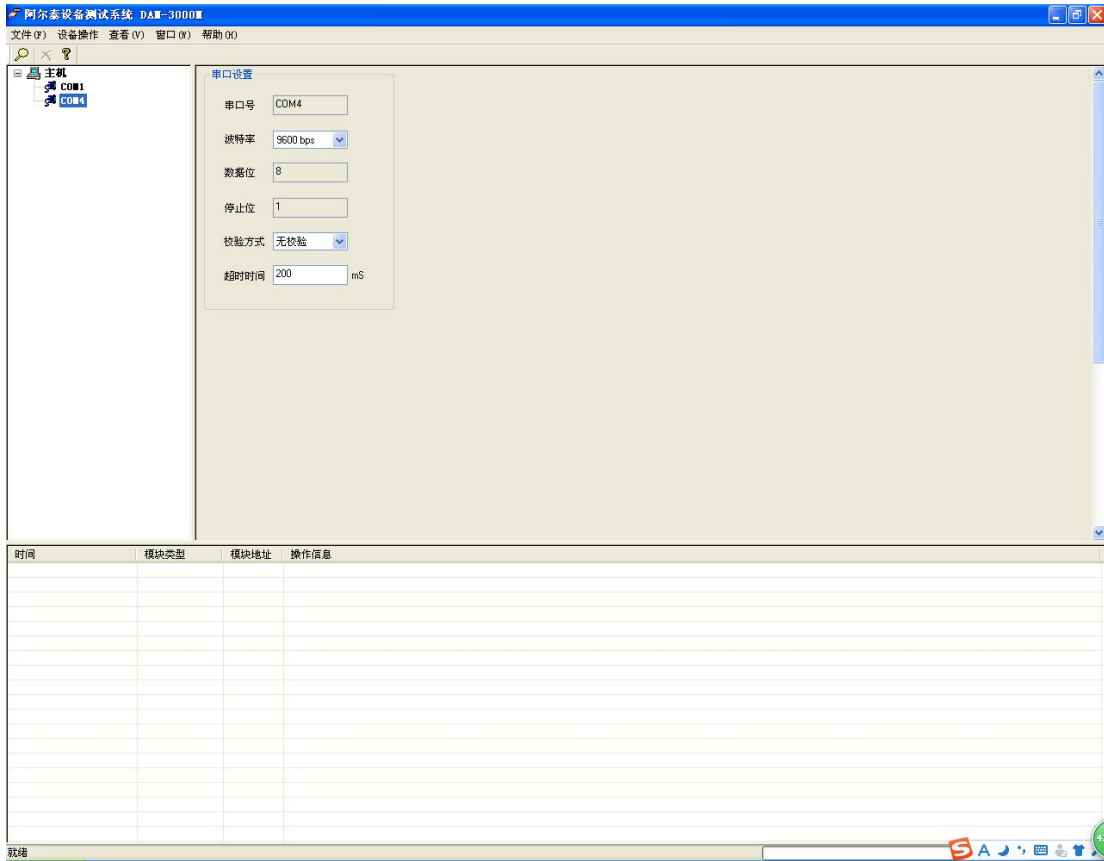 阿尔泰设备测试系统 DAM-3000M
文件(F) 设备操作 查看(V) 窗口(W) 帮助(H)
主机
COM1
COM4
串口设置
串口号 COM4
波特率 9600 bps
数据位 8
停止位 1
校验方式 无校验
超时时间 200 mS
时间 模块类型 模块地址 操作信息
就绪